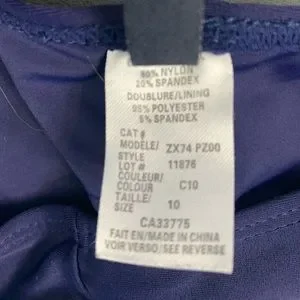 80% NYLON
20% SPANDEX
DOUBLURE/LINING
95% POLYESTER
5% SPANDEX
CAT #
MODELE/ ZX74 PZ00
STYLE
LOT # 11876
COULEUR/
COLOUR C10
TAILLE/
SIZE 10
CA33775
FAIT EN/MADE IN CHINA
VOIR VERSO/SEE REVERSE